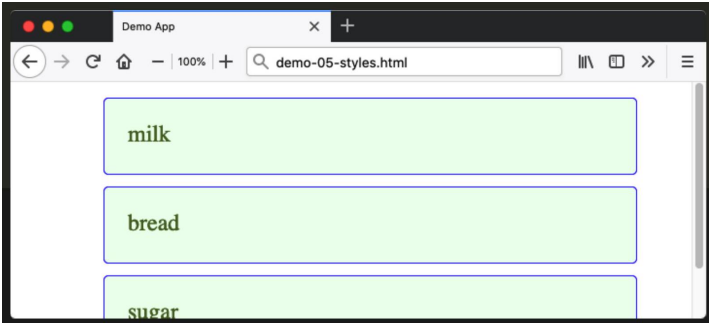 Demo App
100%
demo-05-styles.html
milk
bread
sugar